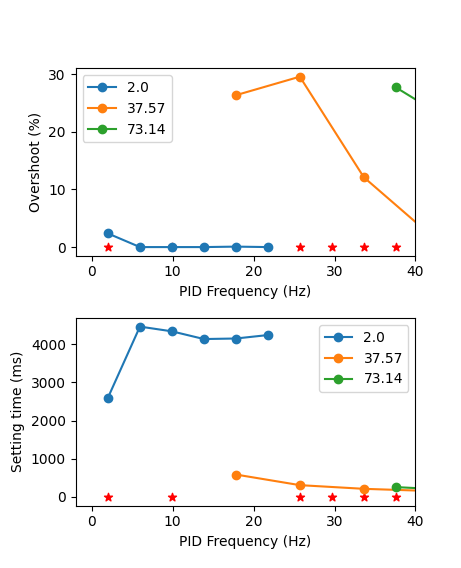 30
20
10
0
Overshoot (%)
2.0
37.57
73.14
0 10 20 30 40
PID Frequency (Hz)
4000
3000
2000
1000
0
Setting time (ms)
2.0
37.57
73.14
0 10 20 30 40
PID Frequency (Hz)